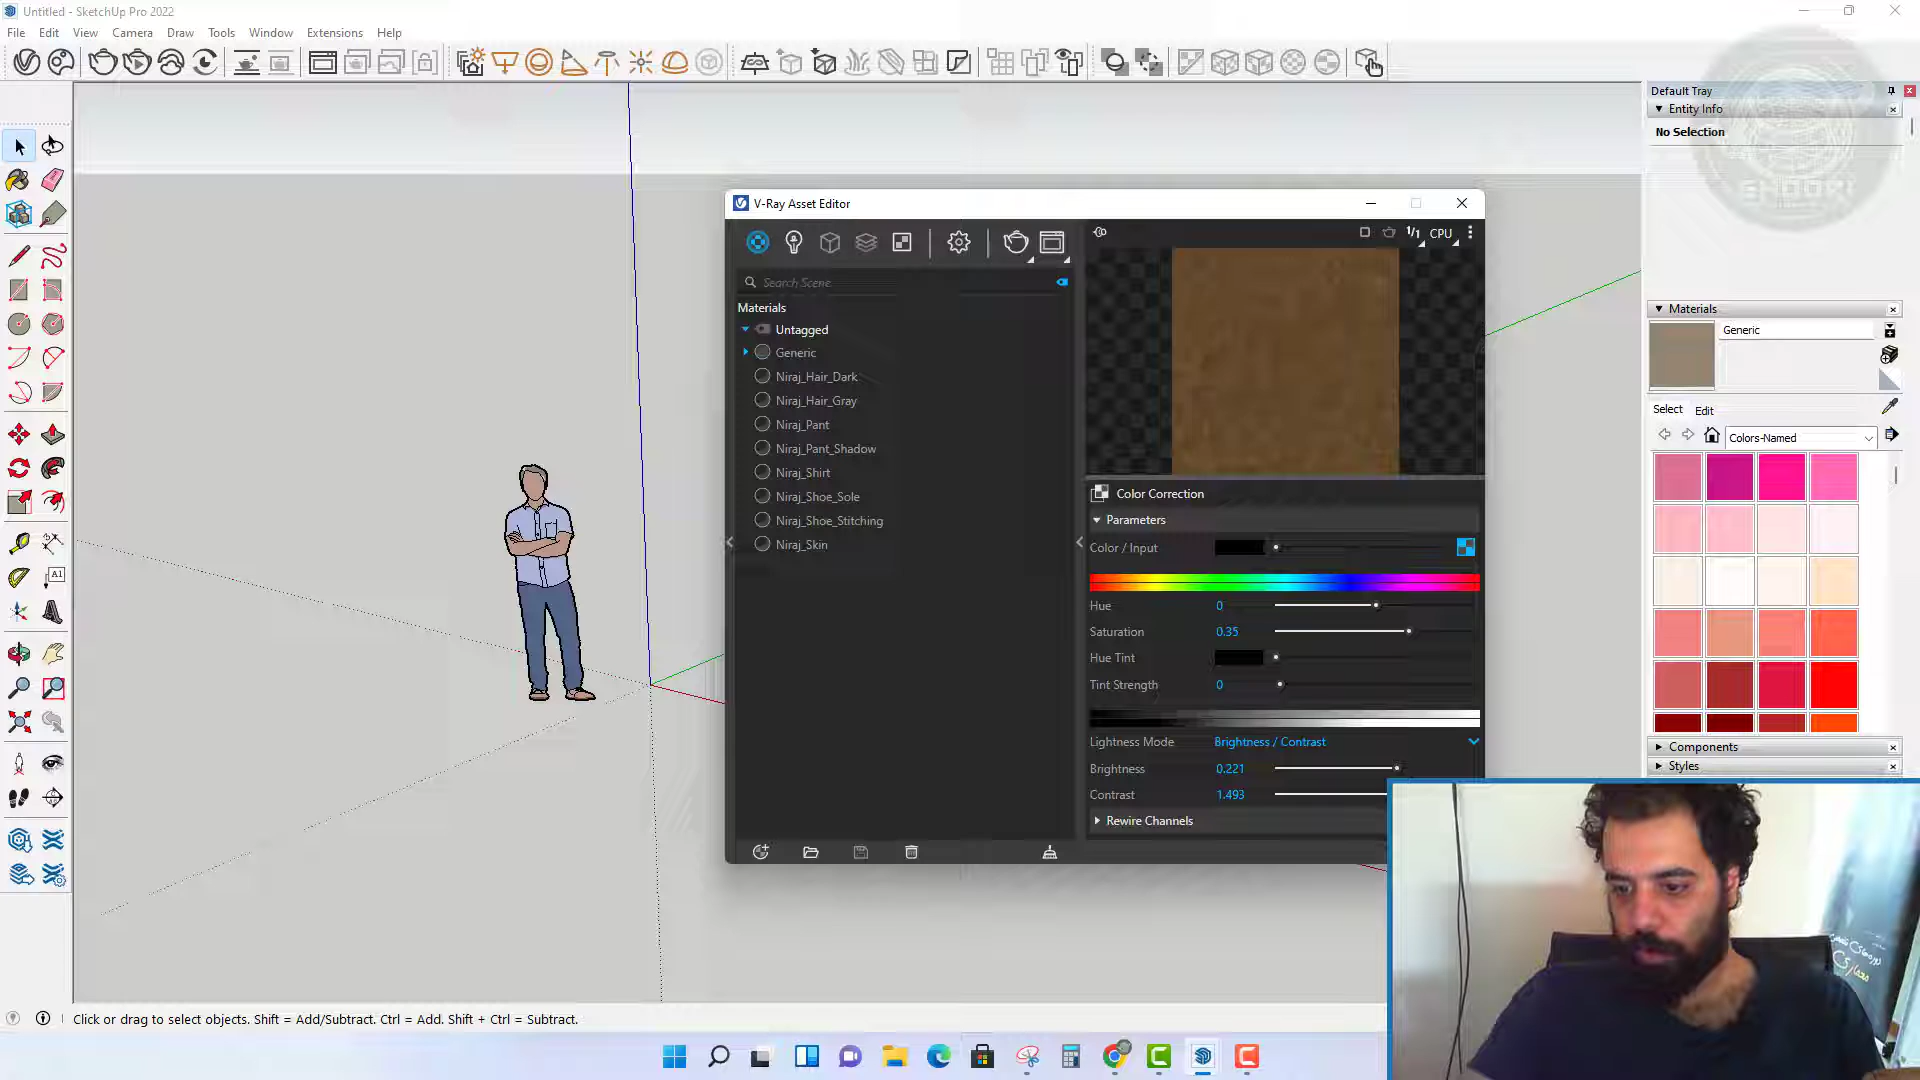 Untitled - SketchUp Pro 2022
File Edit View Camera Draw Tools Window Extensions Help
Default Tray
Entity Info
No Selection
V-Ray Asset Editor
1/1 CPU
Search Scene
Materials
Untagged
Generic
Niraj_Hair_Dark
Niraj_Hair_Gray
Niraj_Pant
Niraj_Pant_Shadow
Niraj_Shirt
Niraj_Shoe_Sole
Niraj_Shoe_Stitching
Niraj_Skin
Color Correction
Parameters
Color / Input
Hue 0
Saturation 0.35
Hue Tint
Tint Strength 0
Lightness Mode Brightness / Contrast
Brightness 0.221
Contrast 1.493
Rewire Channels
Materials
Generic
Select Edit
Colors-Named
Components
Styles
A1
Click or drag to select objects. Shift = Add/Subtract. Ctrl = Add. Shift + Ctrl = Subtract.